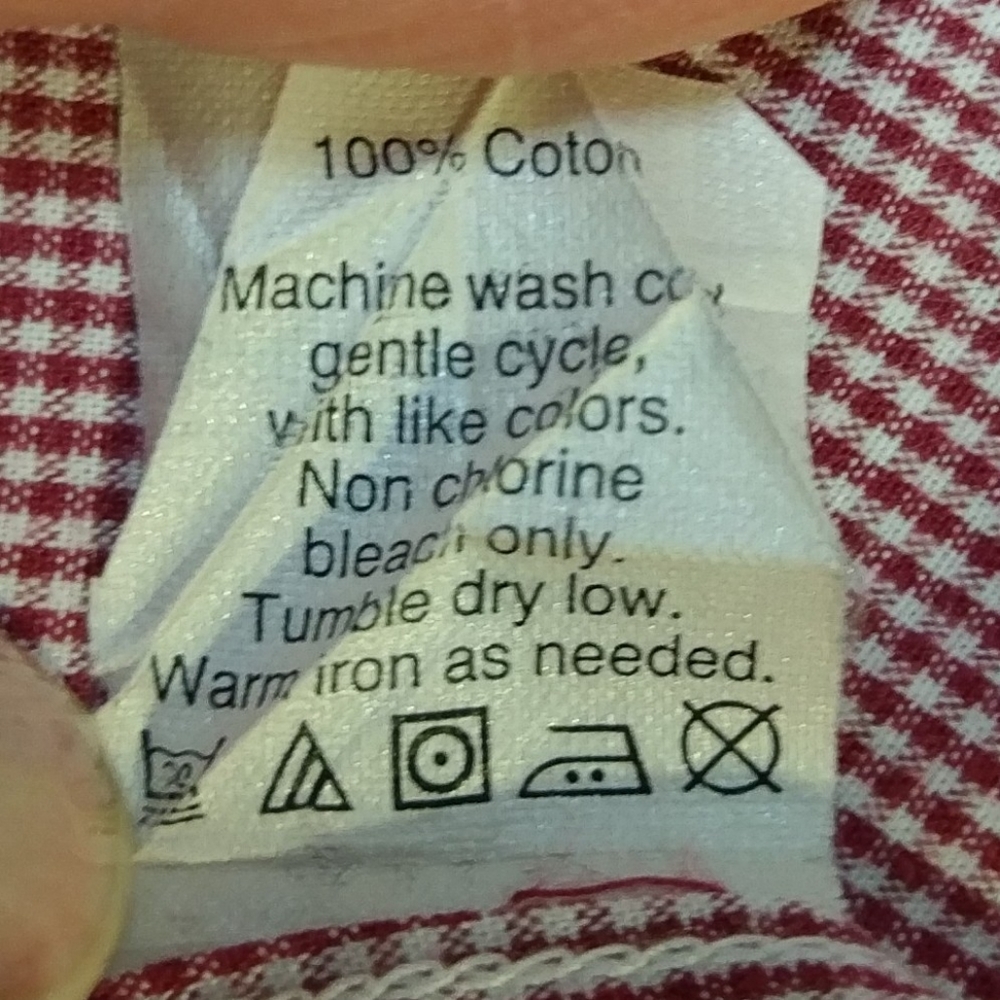 100% Coton
Machine wash
gentle cycle,
with like colors.
Non chlorine
bleach only.
Tumble dry low.
Warm iron as needed.